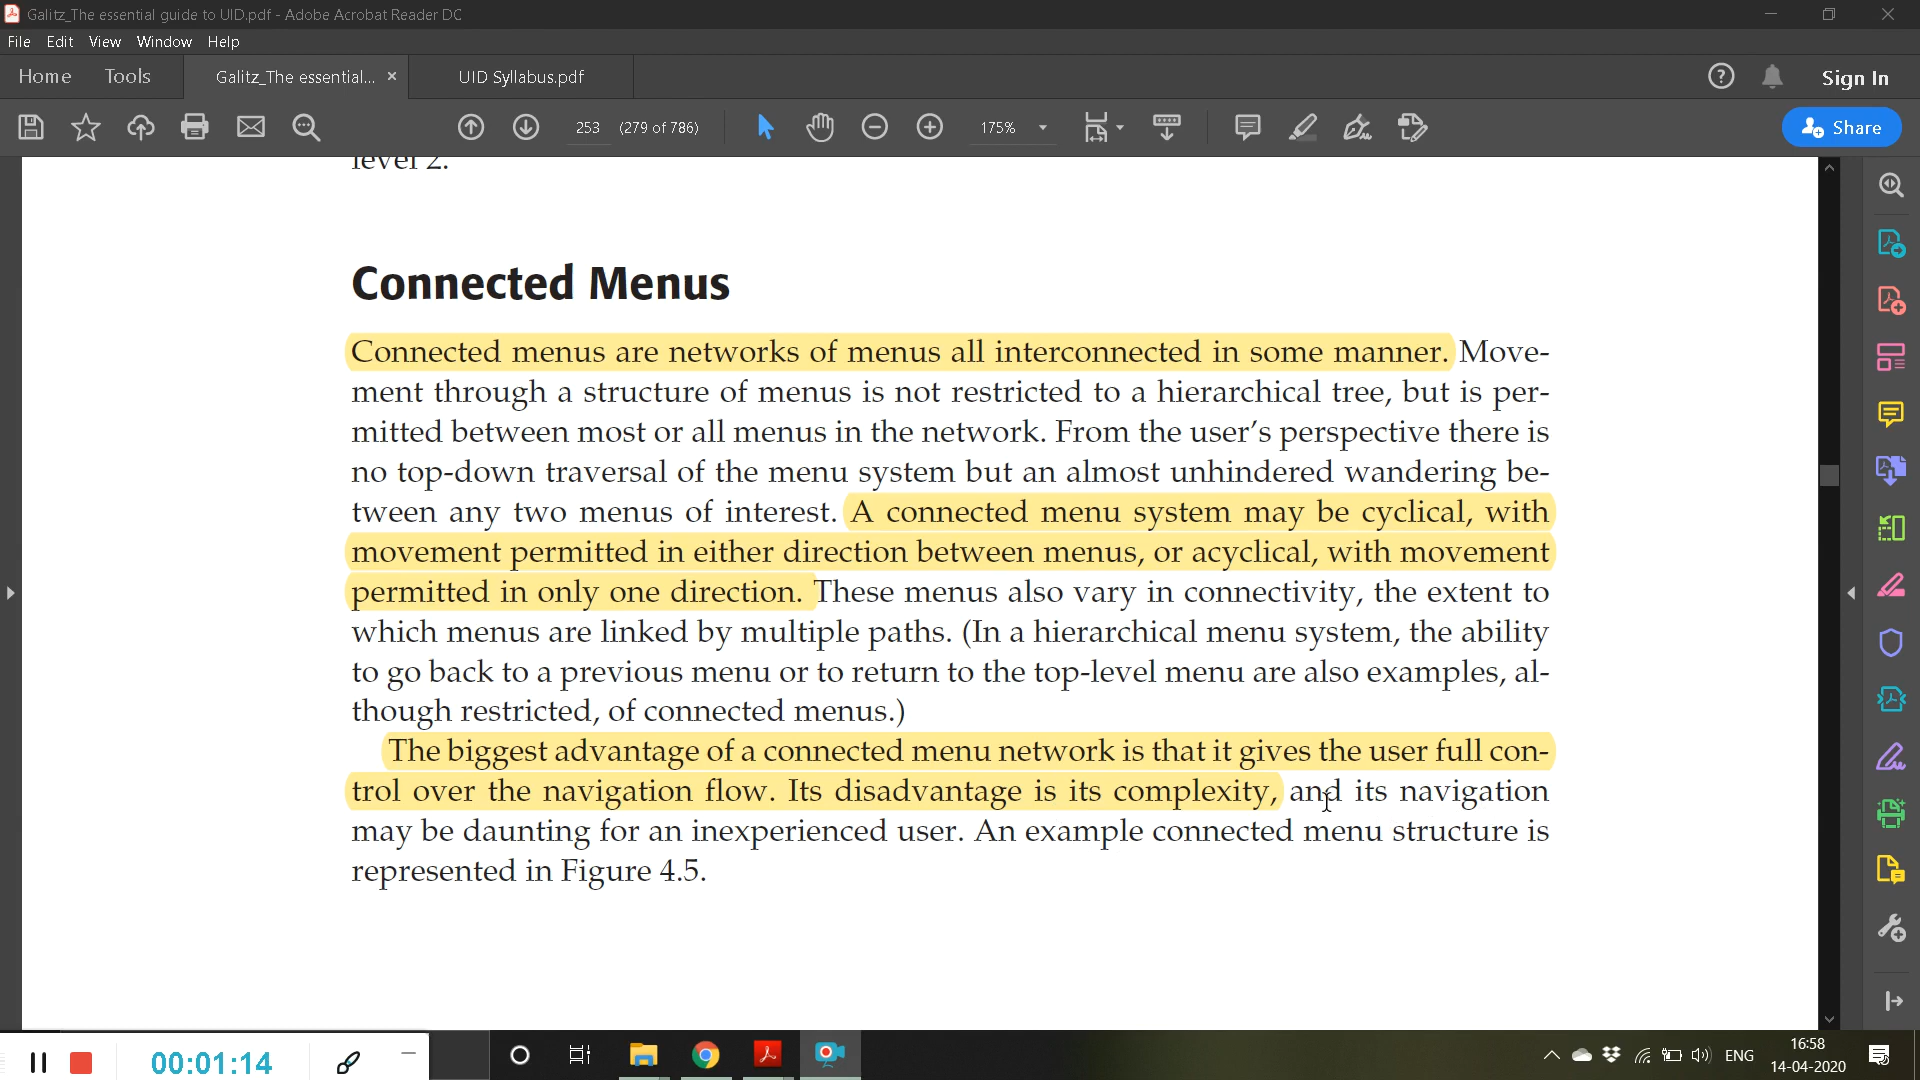 Galitz_The essential guide to UID.pdf - Adobe Acrobat Reader DC
File Edit View Window Help
Home Tools Galitz_The essential... × UID Syllabus.pdf Sign In
253 (279 of 786) 175% Share
level 2.
Connected Menus
Connected menus are networks of menus all interconnected in some manner. Move-
ment through a structure of menus is not restricted to a hierarchical tree, but is per-
mitted between most or all menus in the network. From the user’s perspective there is
no top-down traversal of the menu system but an almost unhindered wandering be-
tween any two menus of interest. A connected menu system may be cyclical, with
movement permitted in either direction between menus, or acyclical, with movement
permitted in only one direction. These menus also vary in connectivity, the extent to
which menus are linked by multiple paths. (In a hierarchical menu system, the ability
to go back to a previous menu or to return to the top-level menu are also examples, al-
though restricted, of connected menus.)
The biggest advantage of a connected menu network is that it gives the user full con-
trol over the navigation flow. Its disadvantage is its complexity, and its navigation
may be daunting for an inexperienced user. An example connected menu structure is
represented in Figure 4.5.
00:01:14
ENG
16:58
14-04-2020